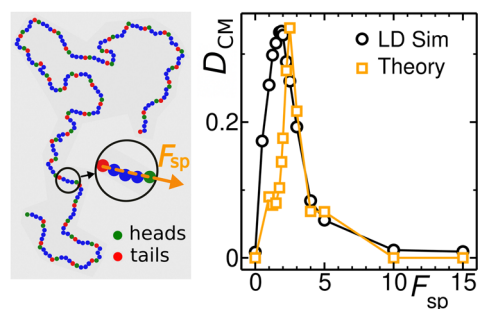 F_sp
heads
tails
D_CM
0.2
0
LD Sim
Theory
0 5 10 15
F_sp